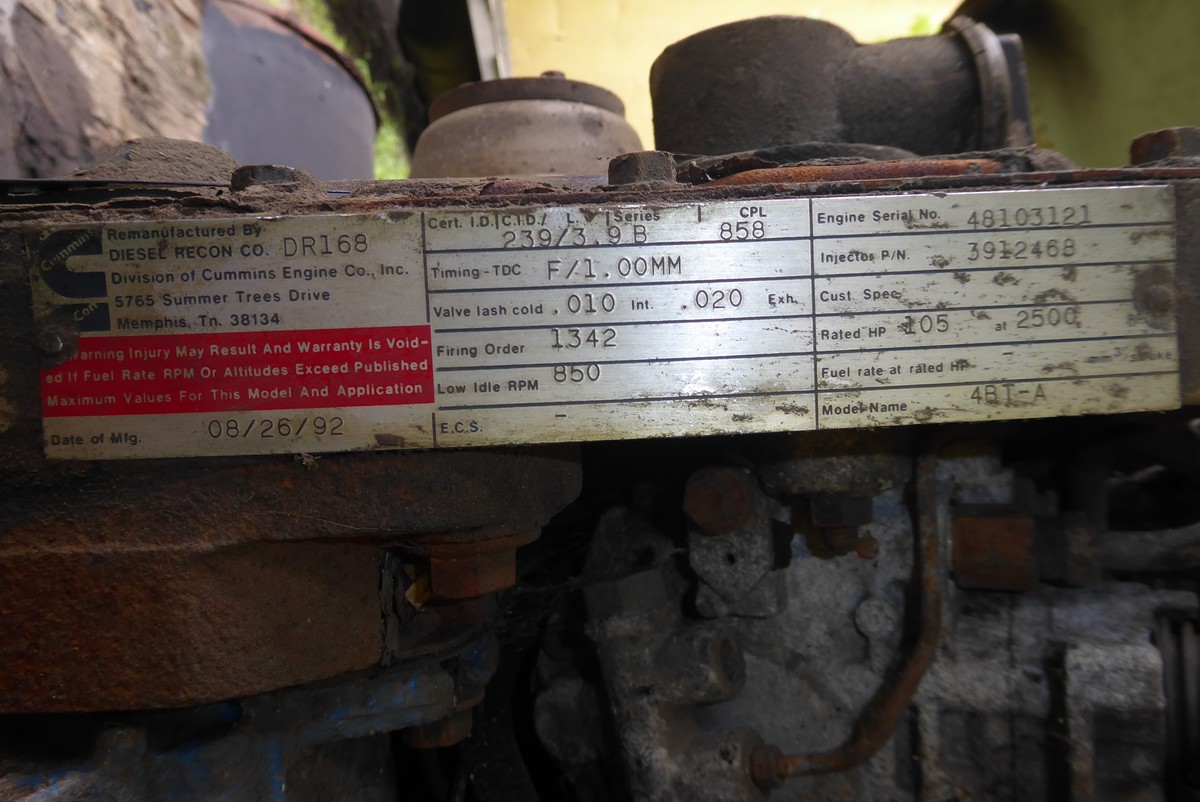 Cummins
Remanufactured By
DIESEL RECON CO. DR168
Division of Cummins Engine Co., Inc.
5765 Summer Trees Drive
Memphis, Tn. 38134
Warning Injury May Result And Warranty Is Void-
ed If Fuel Rate RPM Or Altitudes Exceed Published
Maximum Values For This Model And Application
Date of Mfg. 08/26/92
Cert. I.D. C.I.D./ L. Series CPL
239/3.9 B 858
Timing-TDC F/1.00MM
Valve lash cold .010 Int. .020 Exh.
Firing Order 1342
Low Idle RPM 850
E.C.S. -
Engine Serial No. 48103121
Injector P/N. 3912468
Cust. Spec.
Rated HP 105 at 2500
Fuel rate at rated HP - mm³/stroke
Model Name 4BT-A